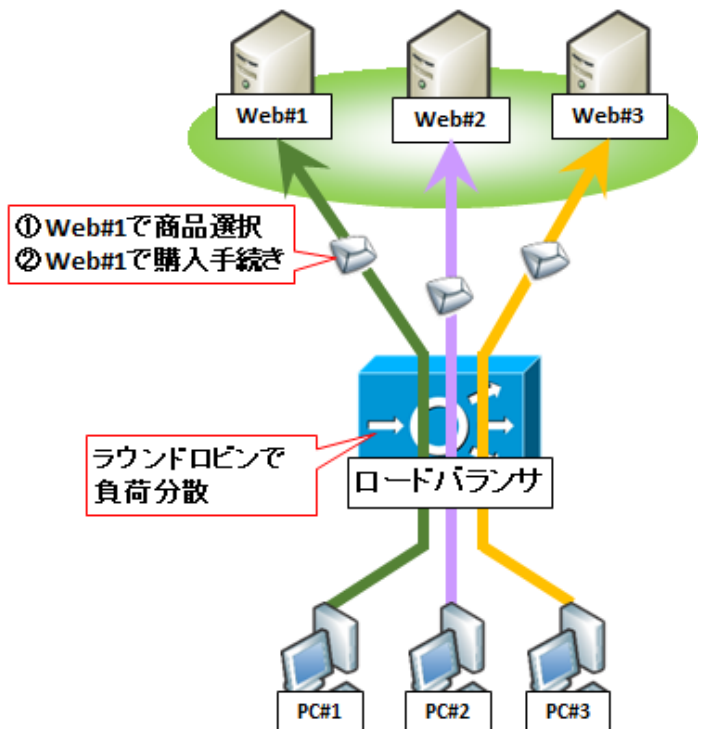 Web#1
Web#2
Web#3
①Web#1で商品選択
②Web#1で購入手続き
ラウンドロビンで
負荷分散
ロードバランサ
PC#1
PC#2
PC#3